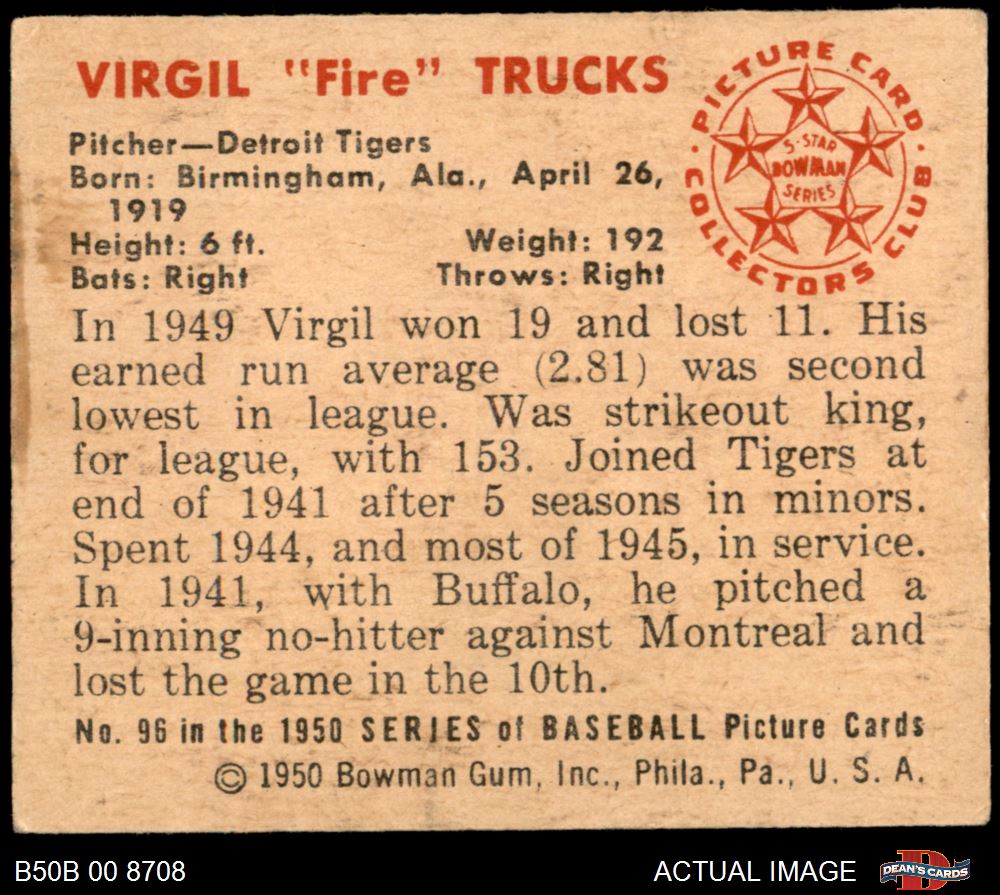 VIRGIL "Fire" TRUCKS
Pitcher—Detroit Tigers
Born: Birmingham, Ala., April 26,
1919
Height: 6 ft. Weight: 192
Bats: Right Throws: Right
· PICTURE CARD ·
COLLECTORS CLUB
5-STAR
BOWMAN
SERIES
In 1949 Virgil won 19 and lost 11. His
earned run average (2.81) was second
lowest in league. Was strikeout king,
for league, with 153. Joined Tigers at
end of 1941 after 5 seasons in minors.
Spent 1944, and most of 1945, in service.
In 1941, with Buffalo, he pitched a
9-inning no-hitter against Montreal and
lost the game in the 10th.
No. 96 in the 1950 SERIES of BASEBALL Picture Cards
© 1950 Bowman Gum, Inc., Phila., Pa., U. S. A.
B50B 00 8708 ACTUAL IMAGE
DEAN'S CARDS